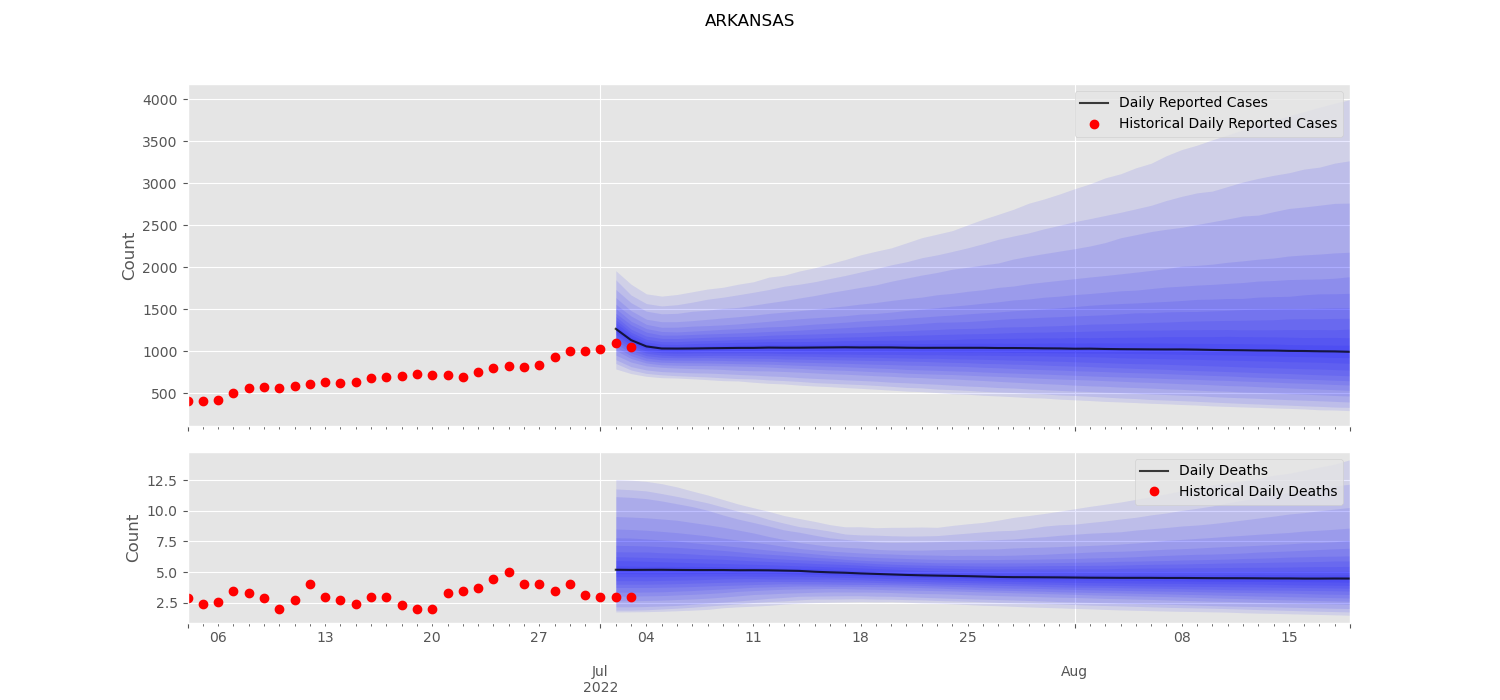 ARKANSAS
Count
4000
3500
3000
2500
2000
1500
1000
500
Daily Reported Cases
Historical Daily Reported Cases
Count
12.5
10.0
7.5
5.0
2.5
Daily Deaths
Historical Daily Deaths
06 13 20 27 04 11 18 25 08 15
Jul Aug
2022